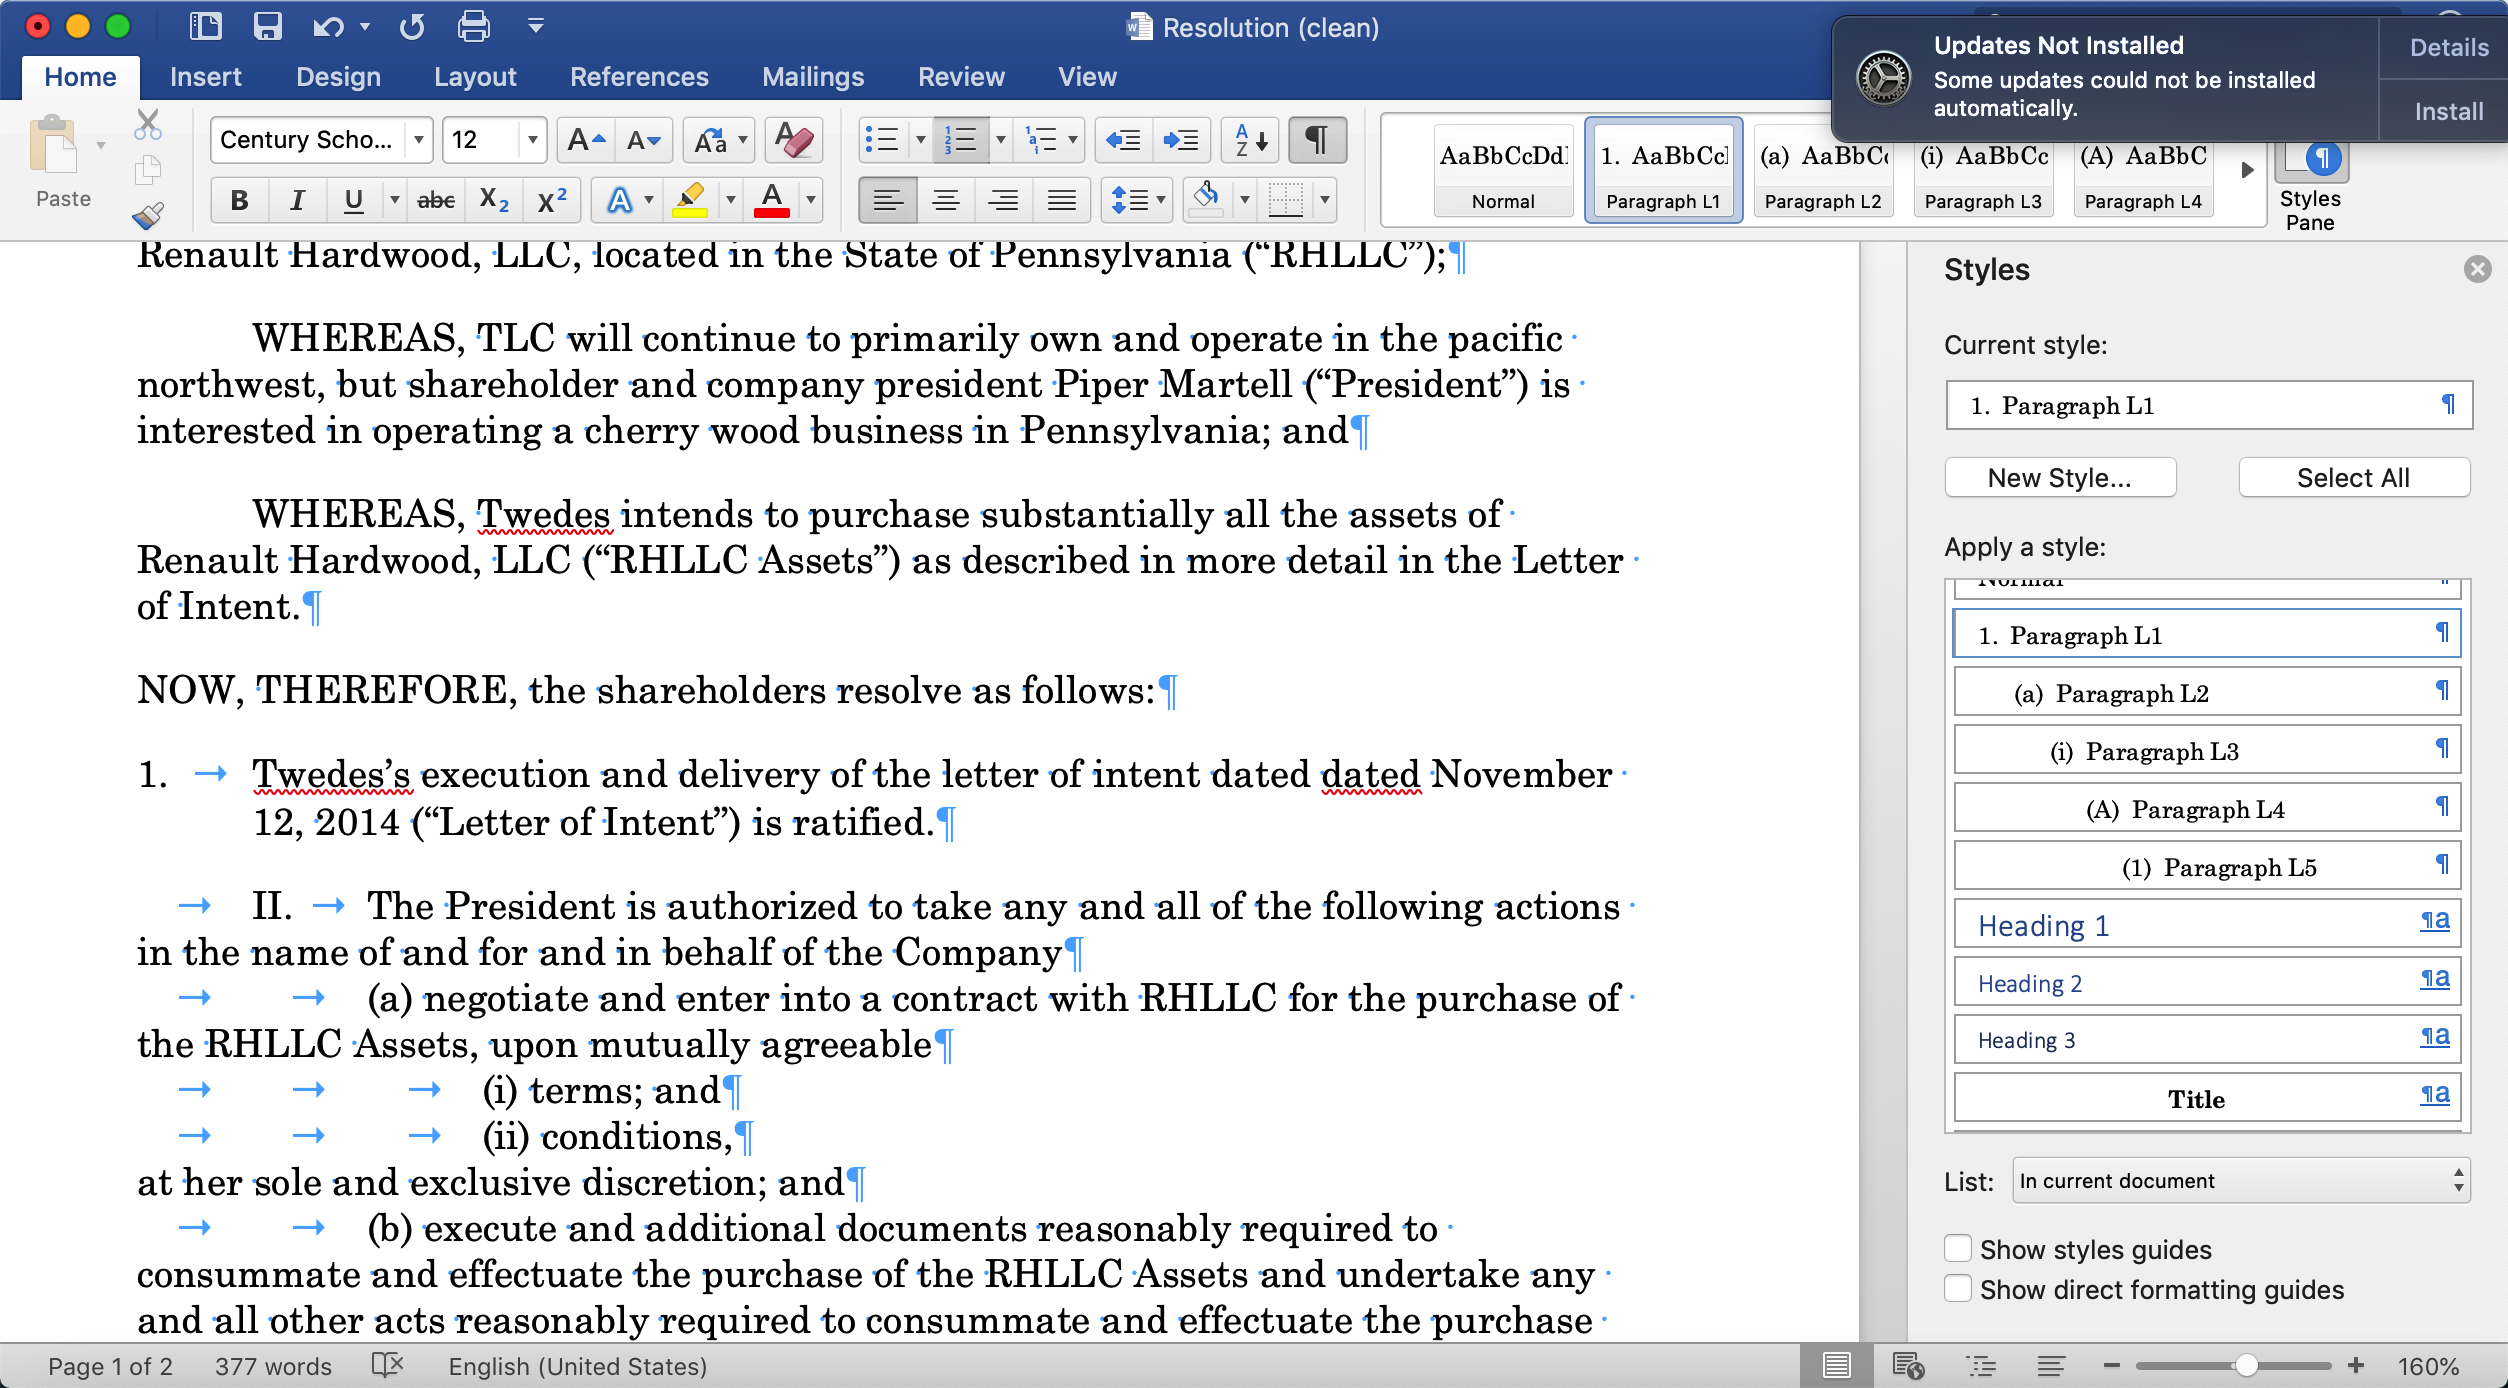 Resolution (clean)
Updates Not Installed
Some updates could not be installed
automatically.
Details
Install
Home Insert Design Layout References Mailings Review View
Paste
Century Scho... 12
A A Aa A
B I U abc X2 X2 A A
AaBbCcDd
Normal
1. AaBbCc
Paragraph L1
(a) AaBbC
Paragraph L2
(i) AaBbCc
Paragraph L3
(A) AaBbC
Paragraph L4
Styles
Pane
Renault Hardwood, LLC, located in the State of Pennsylvania (“RHLLC”);¶
WHEREAS, TLC will continue to primarily own and operate in the pacific
northwest, but shareholder and company president Piper Martell (“President”) is
interested in operating a cherry wood business in Pennsylvania; and¶
WHEREAS, Twedes intends to purchase substantially all the assets of
Renault Hardwood, LLC (“RHLLC Assets”) as described in more detail in the Letter
of Intent.¶
NOW, THEREFORE, the shareholders resolve as follows:¶
1. → Twedes’s execution and delivery of the letter of intent dated dated November
12, 2014 (“Letter of Intent”) is ratified.¶
→ II. → The President is authorized to take any and all of the following actions
in the name of and for and in behalf of the Company¶
→ → (a) negotiate and enter into a contract with RHLLC for the purchase of
the RHLLC Assets, upon mutually agreeable¶
→ → → (i) terms; and¶
→ → → (ii) conditions,¶
at her sole and exclusive discretion; and¶
→ → (b) execute and additional documents reasonably required to
consummate and effectuate the purchase of the RHLLC Assets and undertake any
and all other acts reasonably required to consummate and effectuate the purchase
Styles
Current style:
1. Paragraph L1 ¶
New Style... Select All
Apply a style:
Normal ¶
1. Paragraph L1 ¶
(a) Paragraph L2 ¶
(i) Paragraph L3 ¶
(A) Paragraph L4 ¶
(1) Paragraph L5 ¶
Heading 1 ¶a
Heading 2 ¶a
Heading 3 ¶a
Title ¶a
List: In current document
Show styles guides
Show direct formatting guides
Page 1 of 2 377 words English (United States) 160%